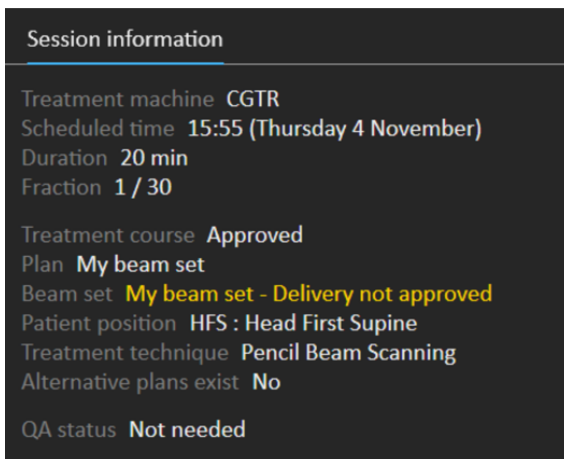 Session information
Treatment machine CGTR
Scheduled time 15:55 (Thursday 4 November)
Duration 20 min
Fraction 1 / 30
Treatment course Approved
Plan My beam set
Beam set My beam set - Delivery not approved
Patient position HFS : Head First Supine
Treatment technique Pencil Beam Scanning
Alternative plans exist No
QA status Not needed